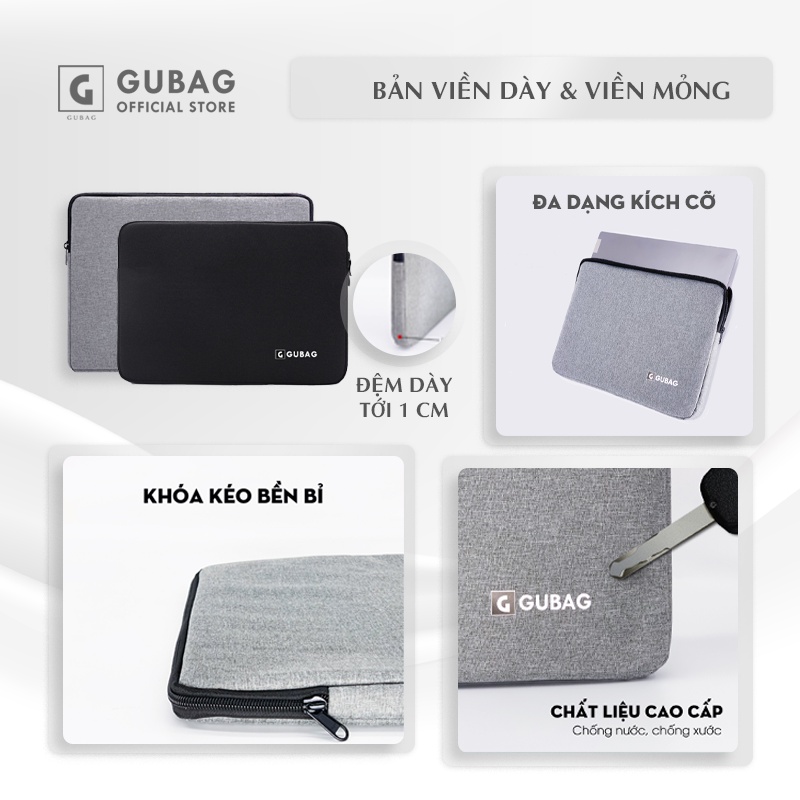 G
GUBAG
GUBAG
OFFICIAL STORE
BẢN VIỀN DÀY & VIỀN MỎNG
ĐA DẠNG KÍCH CỠ
G GUBAG
G GUBAG
ĐỆM DÀY
TỚI 1 CM
KHÓA KÉO BỀN BỈ
G GUBAG
CHẤT LIỆU CAO CẤP
Chống nước, chống xước